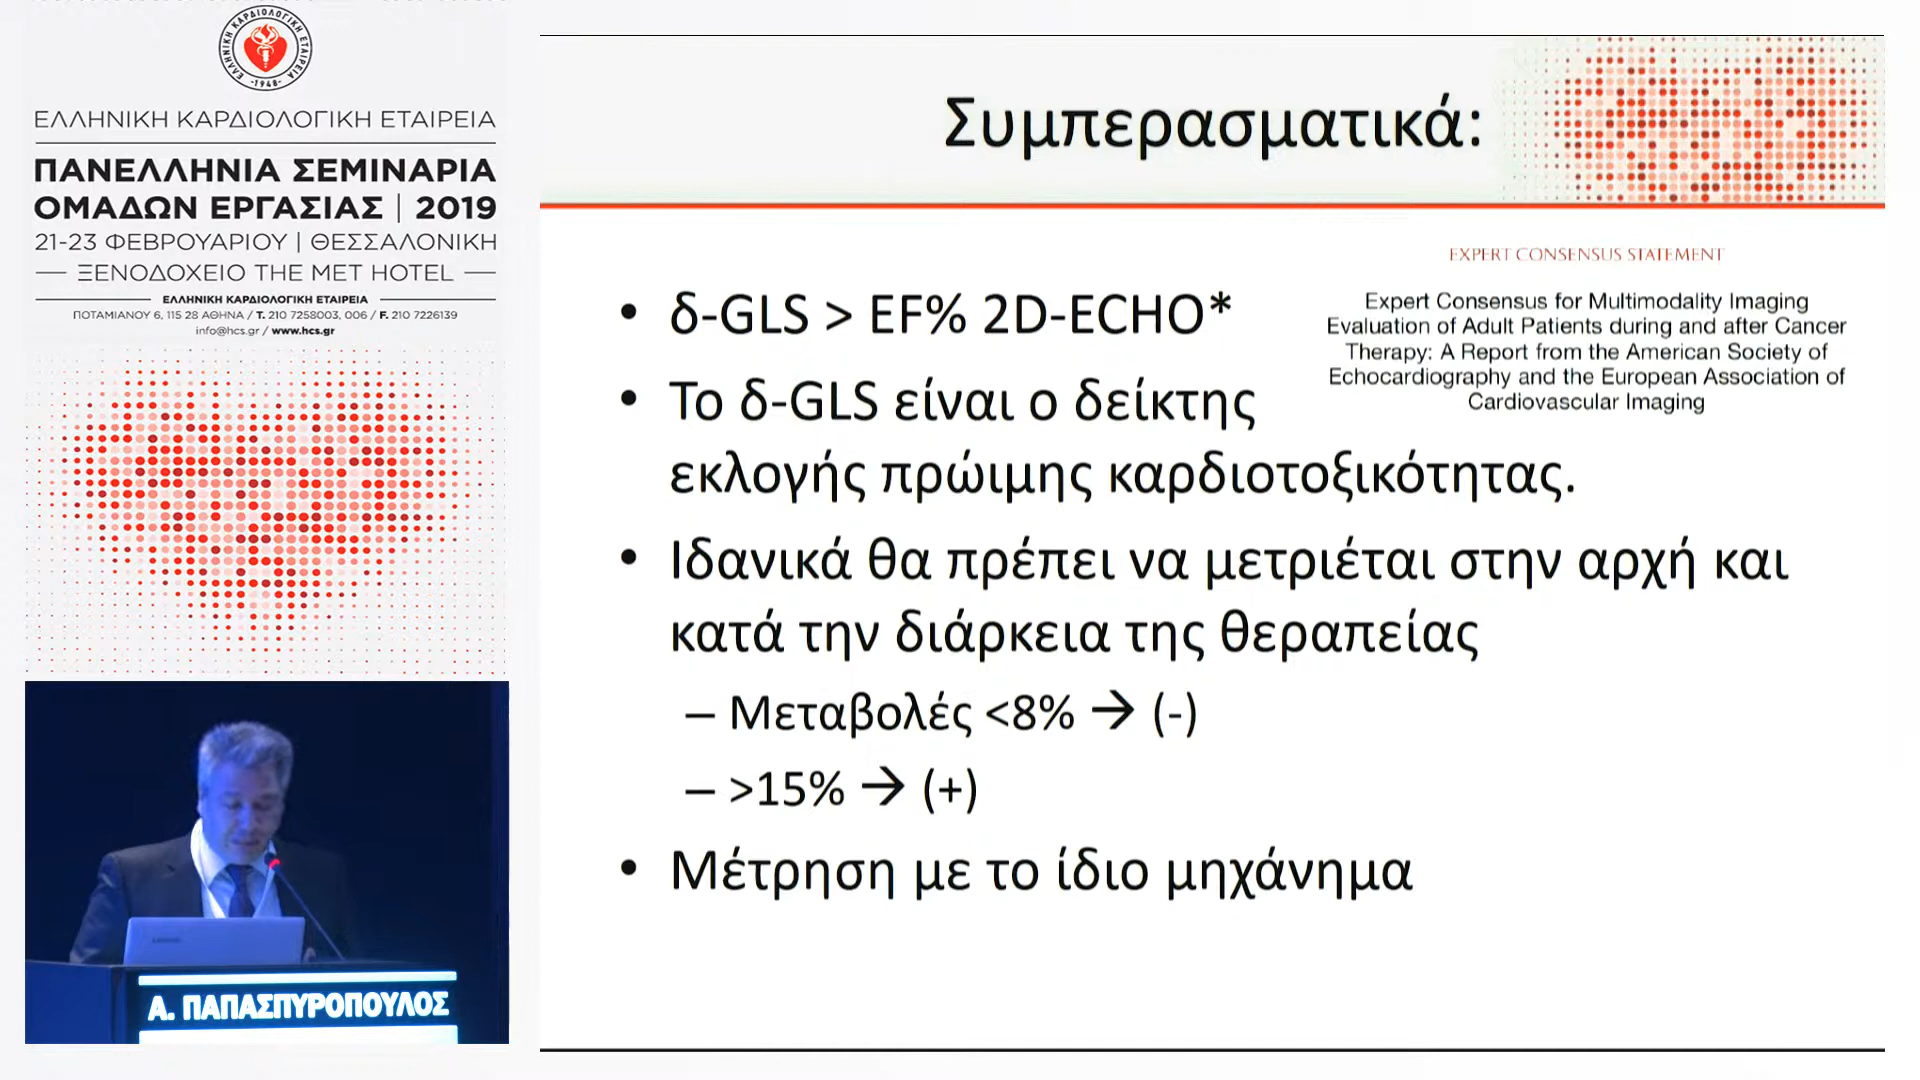 ΕΛΛΗΝΙΚΗ ΚΑΡΔΙΟΛΟΓΙΚΗ ΕΤΑΙΡΕΙΑ
-1948-
ΕΛΛΗΝΙΚΗ ΚΑΡΔΙΟΛΟΓΙΚΗ ΕΤΑΙΡΕΙΑ
ΠΑΝΕΛΛΗΝΙΑ ΣΕΜΙΝΑΡΙΑ
ΟΜΑΔΩΝ ΕΡΓΑΣΙΑΣ | 2019
21-23 ΦΕΒΡΟΥΑΡΙΟΥ | ΘΕΣΣΑΛΟΝΙΚΗ
ΞΕΝΟΔΟΧΕΙΟ THE MET HOTEL
ΕΛΛΗΝΙΚΗ ΚΑΡΔΙΟΛΟΓΙΚΗ ΕΤΑΙΡΕΙΑ
ΠΟΤΑΜΙΑΝΟΥ 6, 115 28 ΑΘΗΝΑ / Τ. 210 7258003, 006 / F. 210 7226139
info@hcs.gr / www.hcs.gr
Α. ΠΑΠΑΣΠΥΡΟΠΟΥΛΟΣ
Συμπερασματικά:
EXPERT CONSENSUS STATEMENT
Expert Consensus for Multimodality Imaging
Evaluation of Adult Patients during and after Cancer
Therapy: A Report from the American Society of
Echocardiography and the European Association of
Cardiovascular Imaging
• δ-GLS > EF% 2D-ECHO*
• Το δ-GLS είναι ο δείκτης
εκλογής πρώιμης καρδιοτοξικότητας.
• Ιδανικά θα πρέπει να μετριέται στην αρχή και
κατά την διάρκεια της θεραπείας
– Μεταβολές <8% → (-)
– >15% → (+)
• Μέτρηση με το ίδιο μηχάνημα